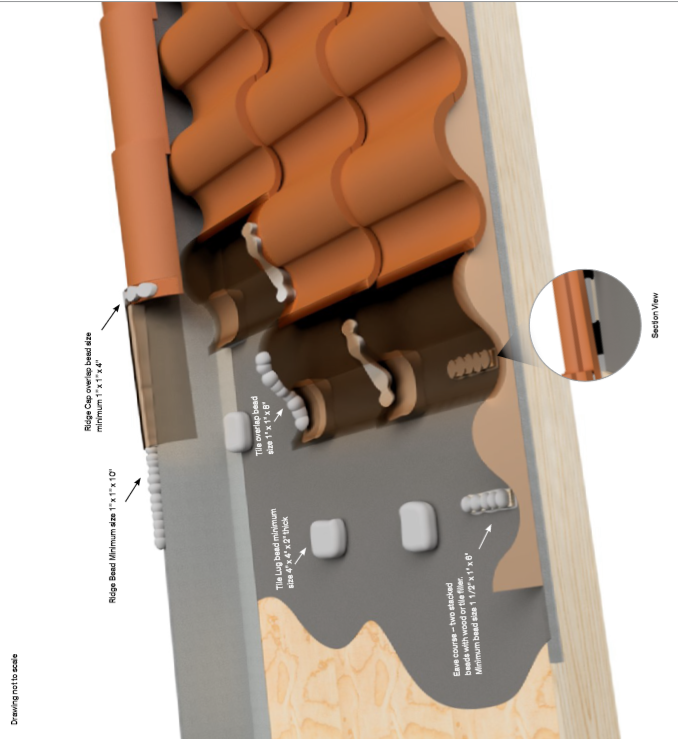 Ridge Cap overlap bead size
minimum 1" x 1" x 4"
Ridge Bead Minimum size 1" x 1" x 10"
Tile overlap bead
size 1" x 1" x 8"
Tile Lug bead minimum
size 4" x 4" x 2" thick
Eave course – two stacked
beads with wood or tile filler.
Minimum bead size 1 1/2" x 1" x 8"
Section View
Drawing not to scale